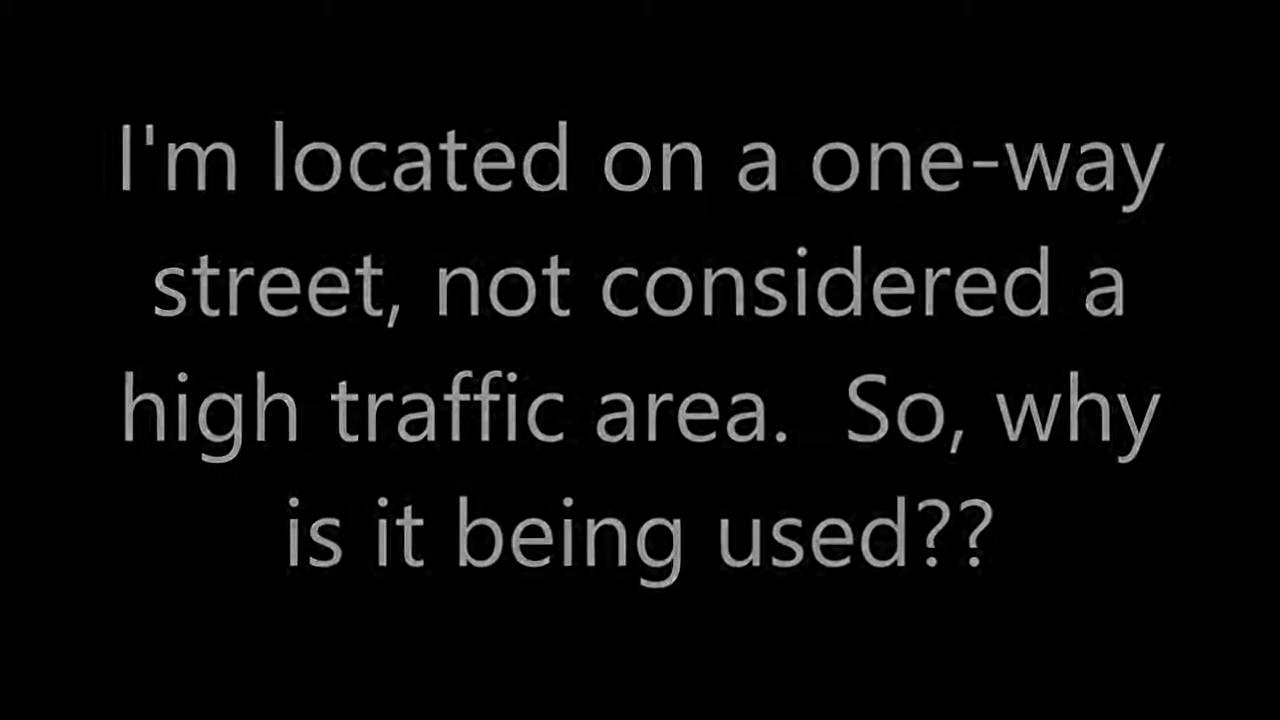 I'm located on a one-way
street, not considered a
high traffic area.  So, why
is it being used??